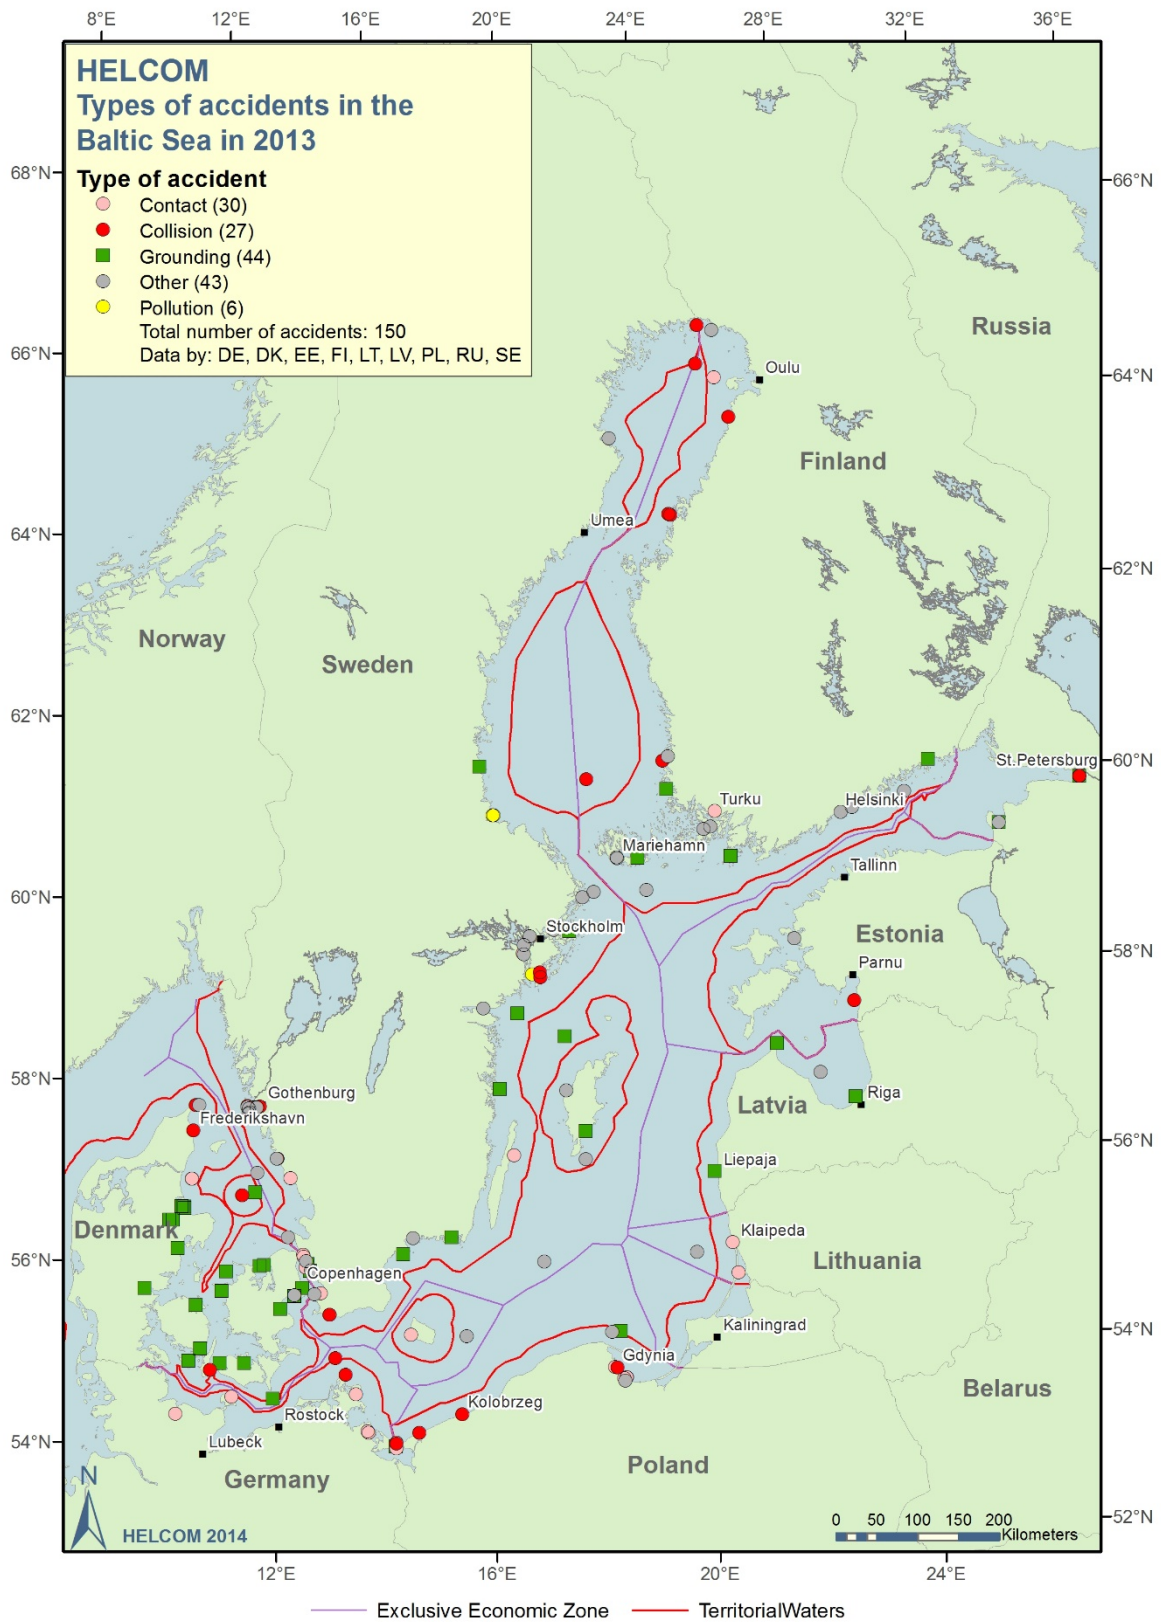 8°E 12°E 16°E 20°E 24°E 28°E 32°E 36°E
HELCOM
Types of accidents in the
Baltic Sea in 2013
Type of accident
Contact (30)
Collision (27)
Grounding (44)
Other (43)
Pollution (6)
Total number of accidents: 150
Data by: DE, DK, EE, FI, LT, LV, PL, RU, SE
68°N
66°N
Russia
66°N
64°N
Oulu
Finland
64°N
Umea
62°N
Norway
Sweden
62°N
60°N
St.Petersburg
Turku
Helsinki
Mariehamn
Tallinn
60°N
Stockholm
Estonia
58°N
Parnu
58°N
Gothenburg
Frederikshavn
Riga
Latvia
56°N
Liepaja
Denmark
Klaipeda
56°N
Lithuania
Copenhagen
Kaliningrad
54°N
Gdynia
Belarus
Kolobrzeg
Rostock
54°N
Lubeck
Poland
Germany
N
52°N
HELCOM 2014
0 50 100 150 200
Kilometers
12°E 16°E 20°E 24°E
Exclusive Economic Zone TerritorialWaters